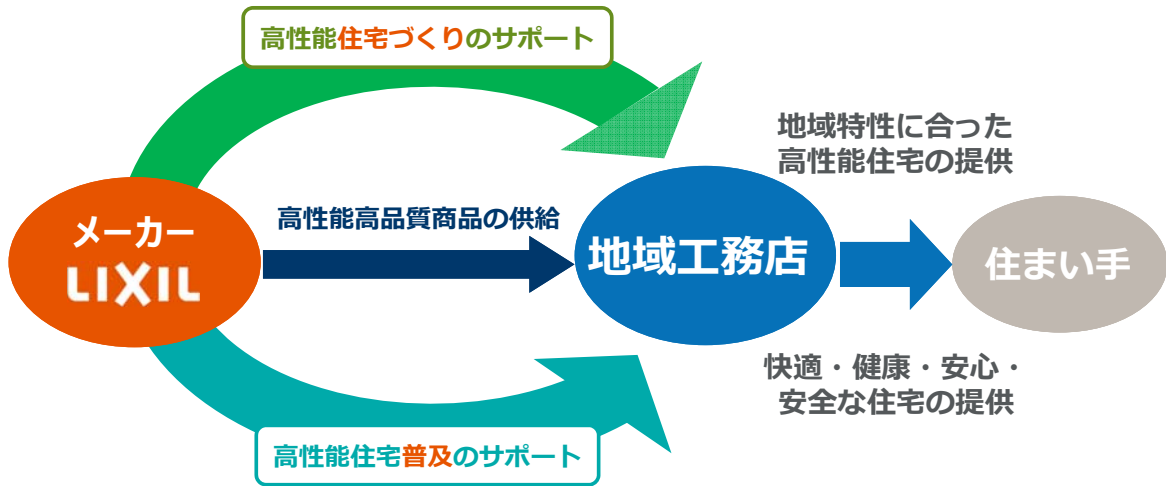 高性能住宅づくりのサポート
地域特性に合った
高性能住宅の提供
高性能高品質商品の供給
メーカー
LIXIL
地域工務店
住まい手
快適・健康・安心・
安全な住宅の提供
高性能住宅普及のサポート